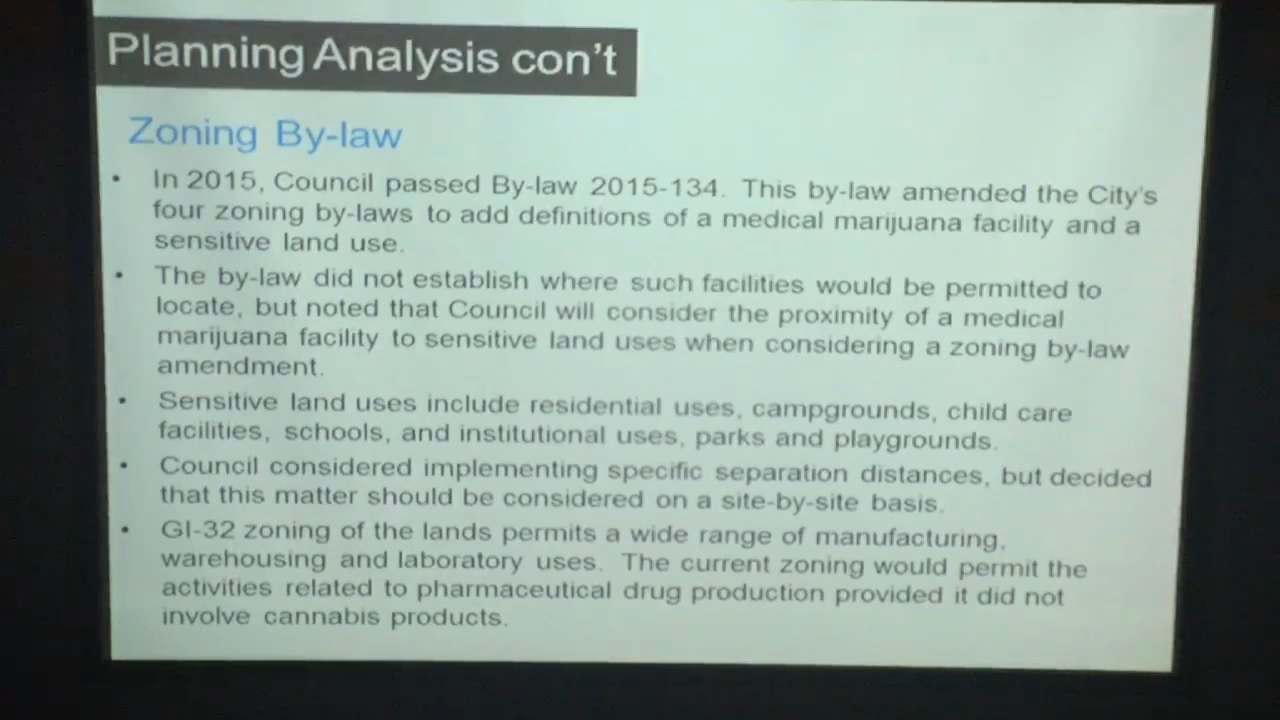 Planning Analysis con't
Zoning By-law
• In 2015, Council passed By-law 2015-134. This by-law amended the City's
four zoning by-laws to add definitions of a medical marijuana facility and a
sensitive land use.
• The by-law did not establish where such facilities would be permitted to
locate, but noted that Council will consider the proximity of a medical
marijuana facility to sensitive land uses when considering a zoning by-law
amendment.
• Sensitive land uses include residential uses, campgrounds, child care
facilities, schools, and institutional uses, parks and playgrounds.
• Council considered implementing specific separation distances, but decided
that this matter should be considered on a site-by-site basis.
• GI-32 zoning of the lands permits a wide range of manufacturing,
warehousing and laboratory uses. The current zoning would permit the
activities related to pharmaceutical drug production provided it did not
involve cannabis products.